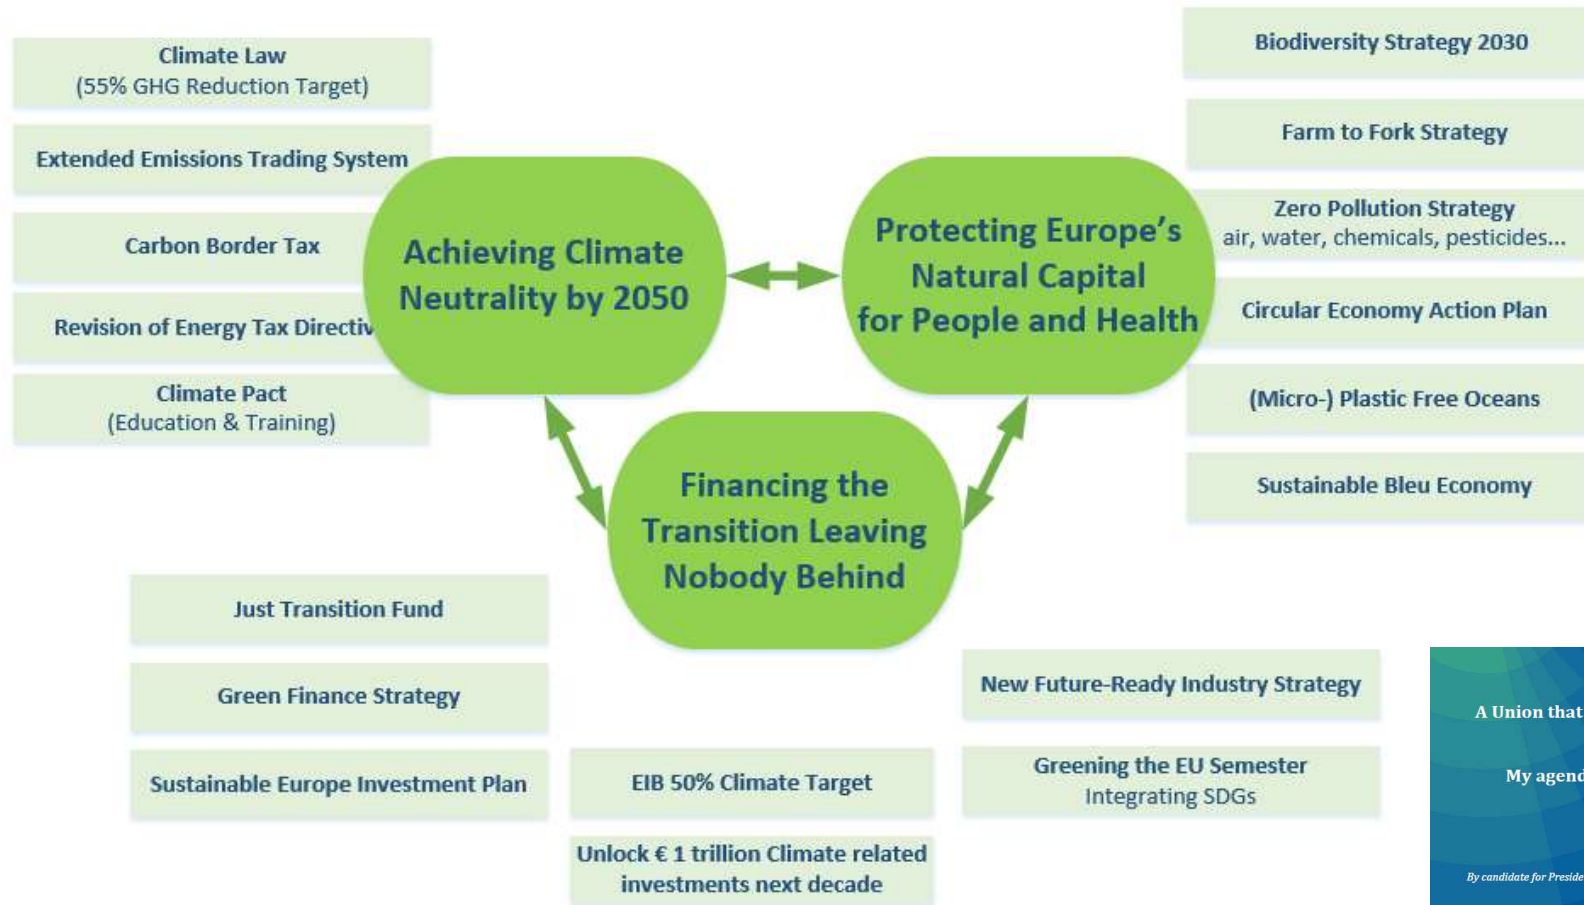 Climate Law
(55% GHG Reduction Target)
Extended Emissions Trading System
Carbon Border Tax
Revision of Energy Tax Directiv
Climate Pact
(Education & Training)
Achieving Climate
Neutrality by 2050
Protecting Europe's
Natural Capital
for People and Health
Biodiversity Strategy 2030
Farm to Fork Strategy
Zero Pollution Strategy
air, water, chemicals, pesticides...
Circular Economy Action Plan
(Micro-) Plastic Free Oceans
Sustainable Bleu Economy
Financing the
Transition Leaving
Nobody Behind
Just Transition Fund
Green Finance Strategy
Sustainable Europe Investment Plan
EIB 50% Climate Target
Unlock € 1 trillion Climate related
investments next decade
New Future-Ready Industry Strategy
Greening the EU Semester
Integrating SDGs
A Union that
My agend
By candidate for Preside